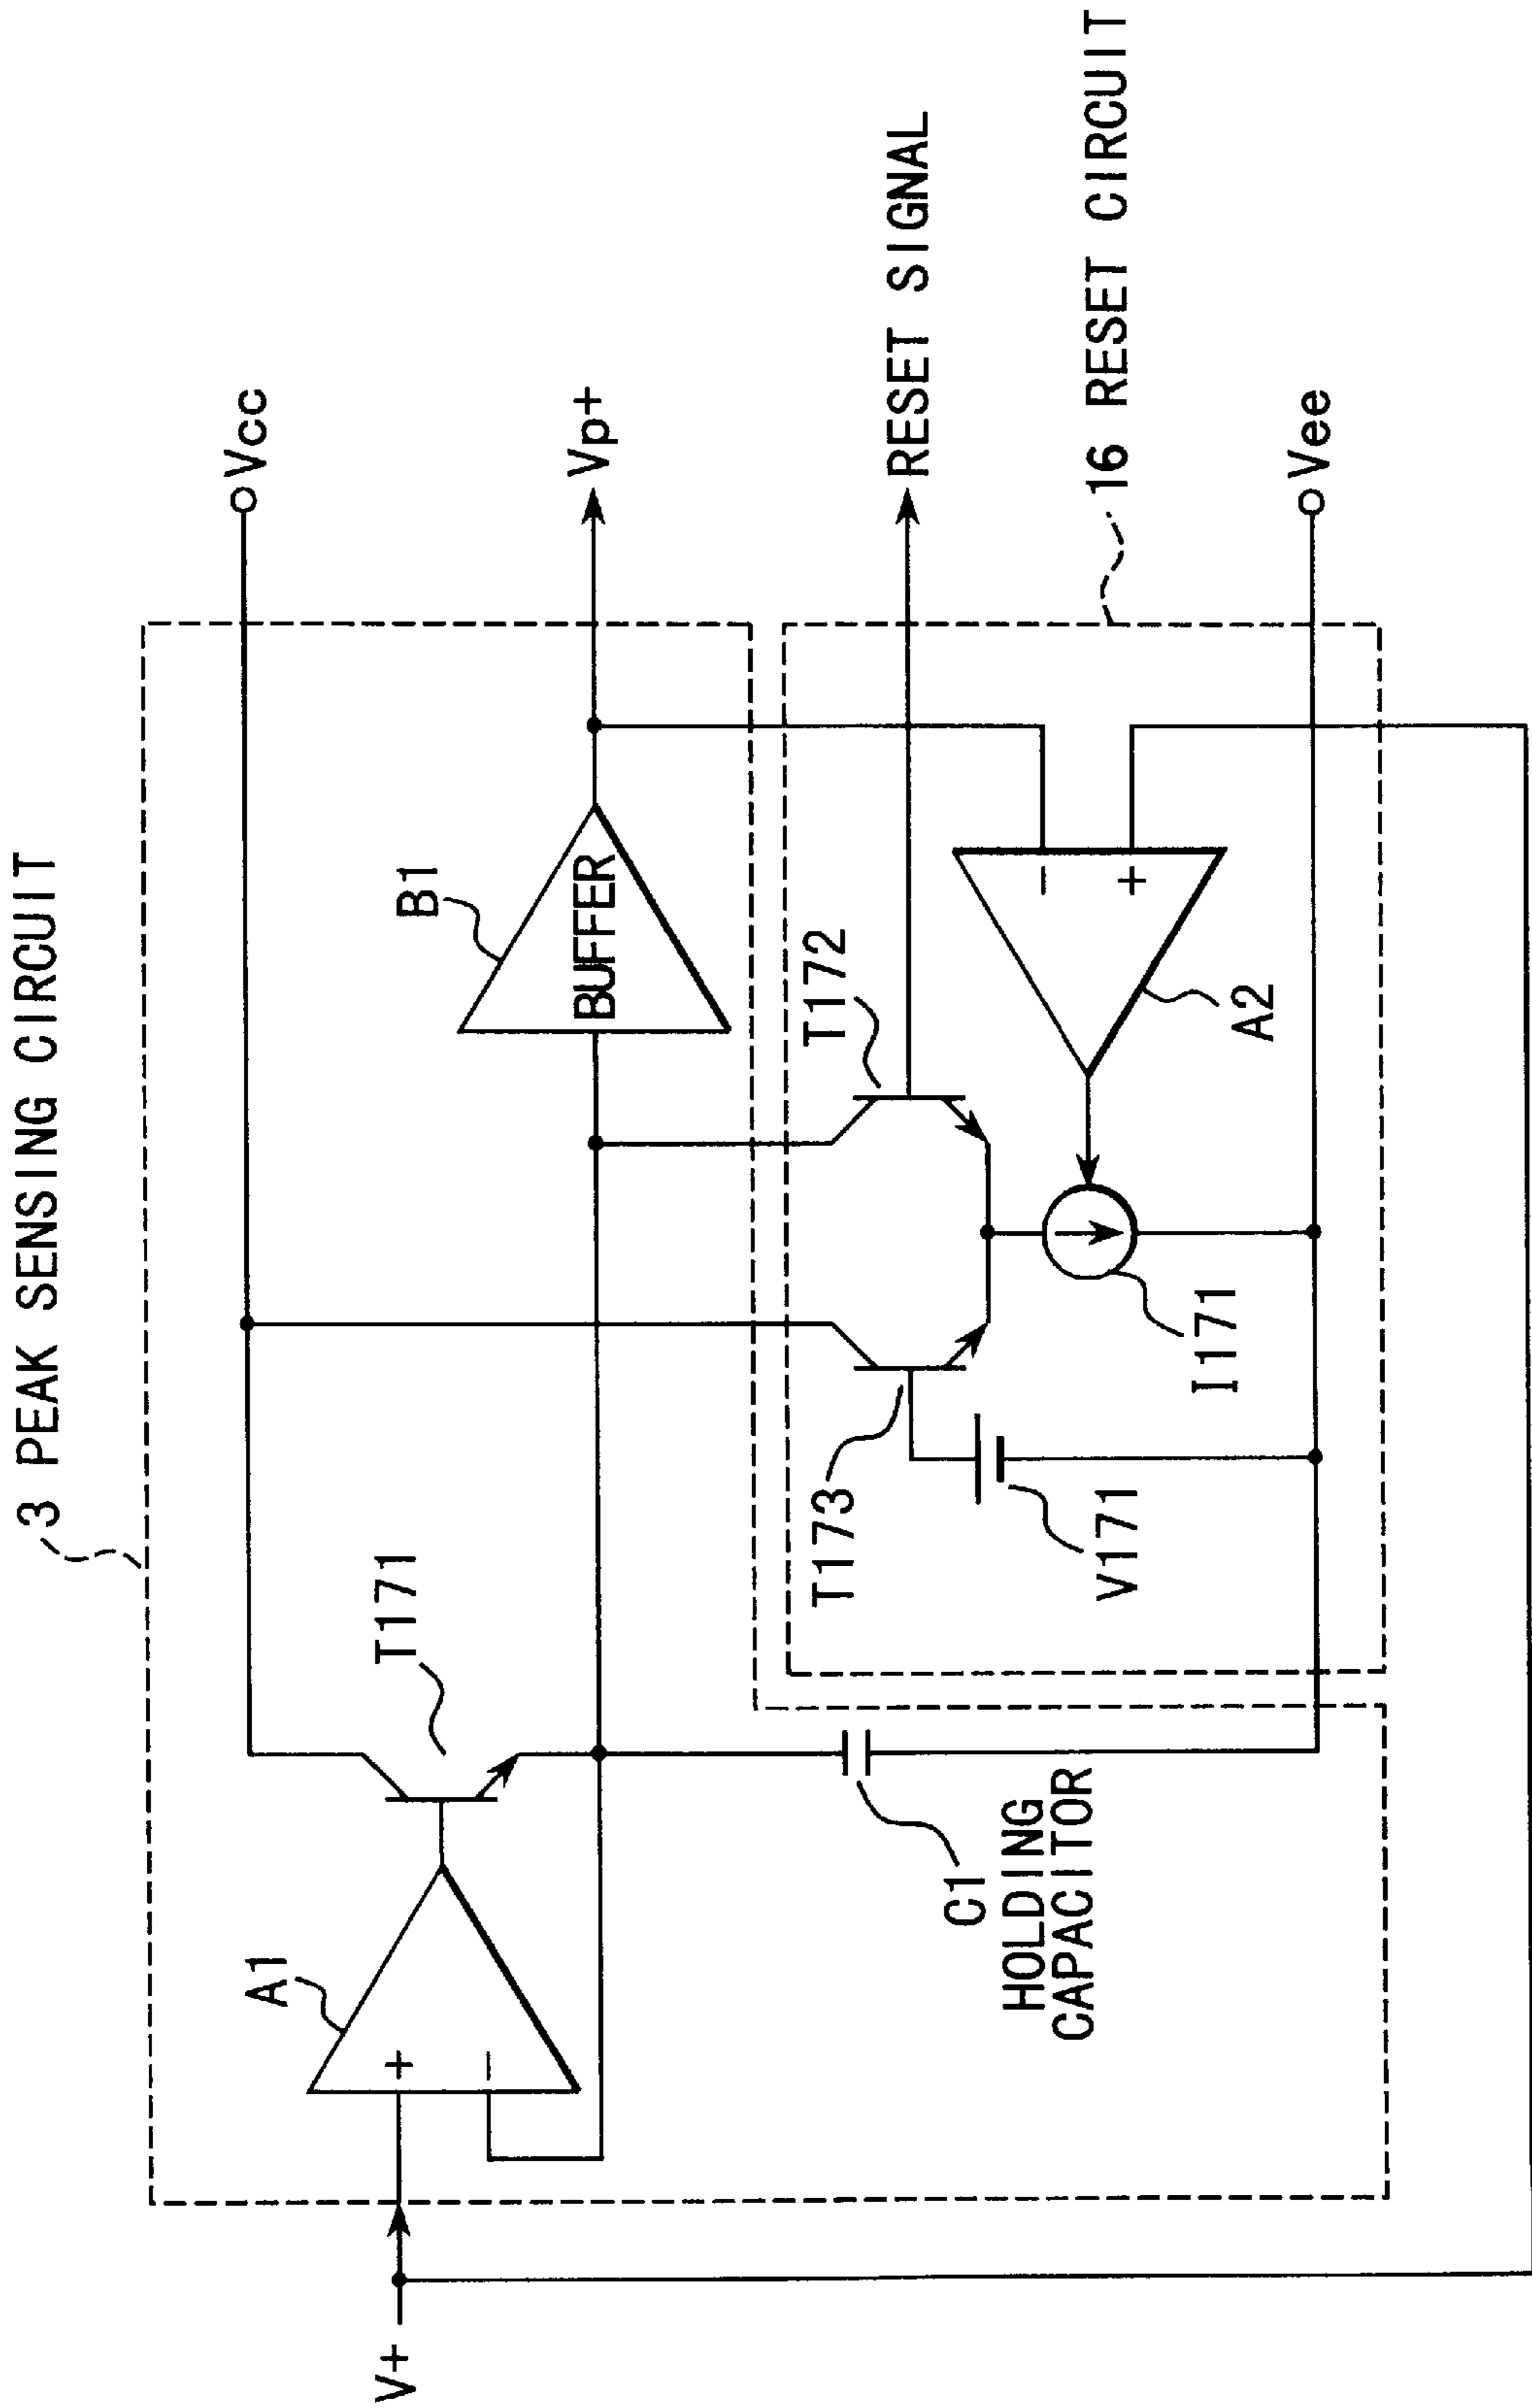 3 PEAK SENSING CIRCUIT
Vcc
A1
+
−
T171
B1
BUFFER
Vp+
V+
T172
RESET SIGNAL
T173
C1
HOLDING
CAPACITOR
V171
I171
A2
−
+
16 RESET CIRCUIT
Vee